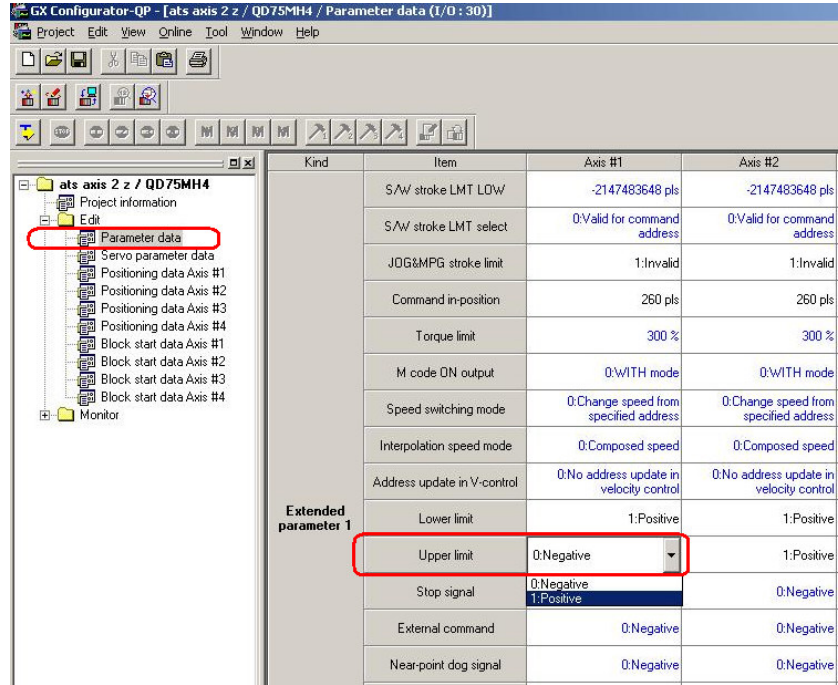 GX Configurator-QP - [ats axis 2 z / QD75MH4 / Parameter data (I/O : 30)]
Project Edit View Online Tool Window Help
STOP
ats axis 2 z / QD75MH4
Project information
Edit
Parameter data
Servo parameter data
Positioning data Axis #1
Positioning data Axis #2
Positioning data Axis #3
Positioning data Axis #4
Block start data Axis #1
Block start data Axis #2
Block start data Axis #3
Block start data Axis #4
Monitor
Kind Item Axis #1 Axis #2
Extended
parameter 1
S/W stroke LMT LOW -2147483648 pls -2147483648 pls
S/W stroke LMT select 0:Valid for command
address 0:Valid for command
address
JOG&MPG stroke limit 1:Invalid 1:Invalid
Command in-position 260 pls 260 pls
Torque limit 300 % 300 %
M code ON output 0:WITH mode 0:WITH mode
Speed switching mode 0:Change speed from
specified address 0:Change speed from
specified address
Interpolation speed mode 0:Composed speed 0:Composed speed
Address update in V-control 0:No address update in
velocity control 0:No address update in
velocity control
Lower limit 1:Positive 1:Positive
Upper limit 0:Negative 1:Positive
0:Negative
1:Positive
Stop signal 0:Negative
External command 0:Negative 0:Negative
Near-point dog signal 0:Negative 0:Negative